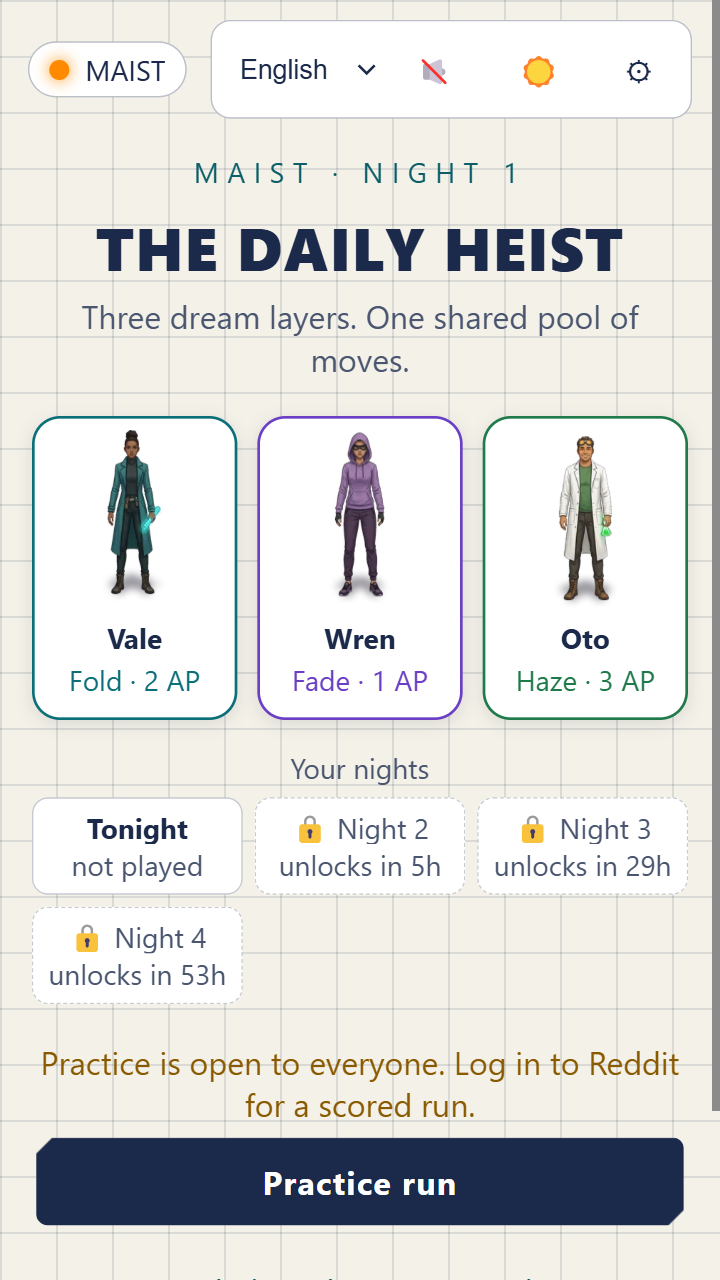 MAIST
English
MAIST · NIGHT 1
THE DAILY HEIST
Three dream layers. One shared pool of
moves.
Vale
Fold · 2 AP
Wren
Fade · 1 AP
Oto
Haze · 3 AP
Your nights
Tonight
not played
Night 2
unlocks in 5h
Night 3
unlocks in 29h
Night 4
unlocks in 53h
Practice is open to everyone. Log in to Reddit
for a scored run.
Practice run